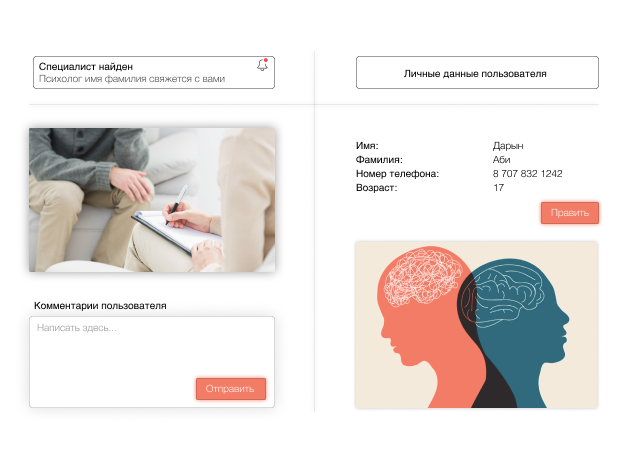 Специалист найден
Психолог имя фамилия свяжется с вами
Комментарии пользователя
Написать здесь...
Отправить
Личные данные пользователя
Имя: Дарын
Фамилия: Аби
Номер телефона: 8 707 832 1242
Возраст: 17
Править